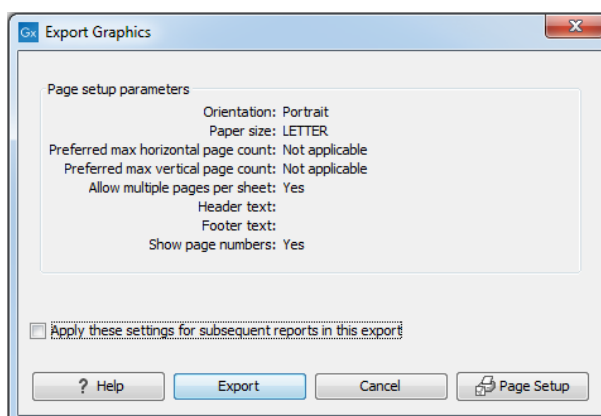 Gx Export Graphics
Page setup parameters
Orientation: Portrait
Paper size: LETTER
Preferred max horizontal page count: Not applicable
Preferred max vertical page count: Not applicable
Allow multiple pages per sheet: Yes
Header text:
Footer text:
Show page numbers: Yes
Apply these settings for subsequent reports in this export
? Help Export Cancel Page Setup